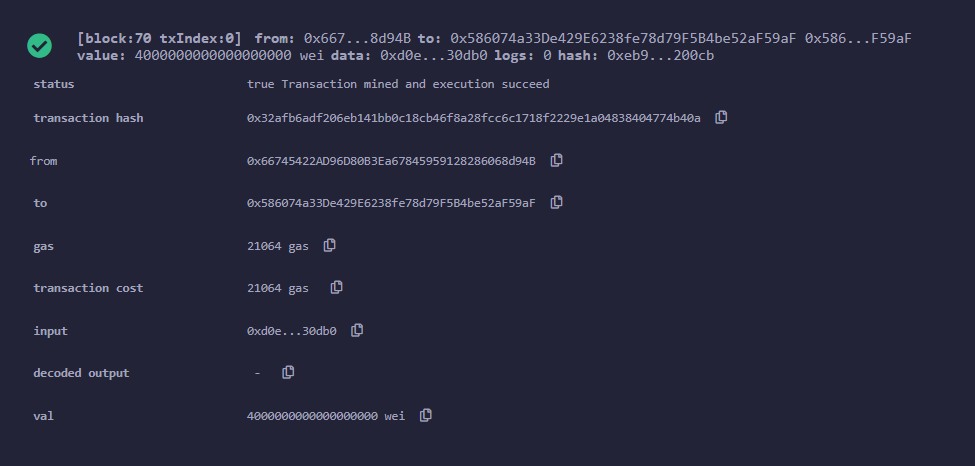 [block:70 txIndex:0] from: 0x667...8d94B to: 0x586074a33De429E6238fe78d79F5B4be52aF59aF 0x586...F59aF
value: 4000000000000000000 wei data: 0xd0e...30db0 logs: 0 hash: 0xeb9...200cb
status true Transaction mined and execution succeed
transaction hash 0x32afb6adf206eb141bb0c18cb46f8a28fcc6c1718f2229e1a04838404774b40a
from 0x66745422AD96D80B3Ea67845959128286068d94B
to 0x586074a33De429E6238fe78d79F5B4be52aF59aF
gas 21064 gas
transaction cost 21064 gas
input 0xd0e...30db0
decoded output -
val 4000000000000000000 wei